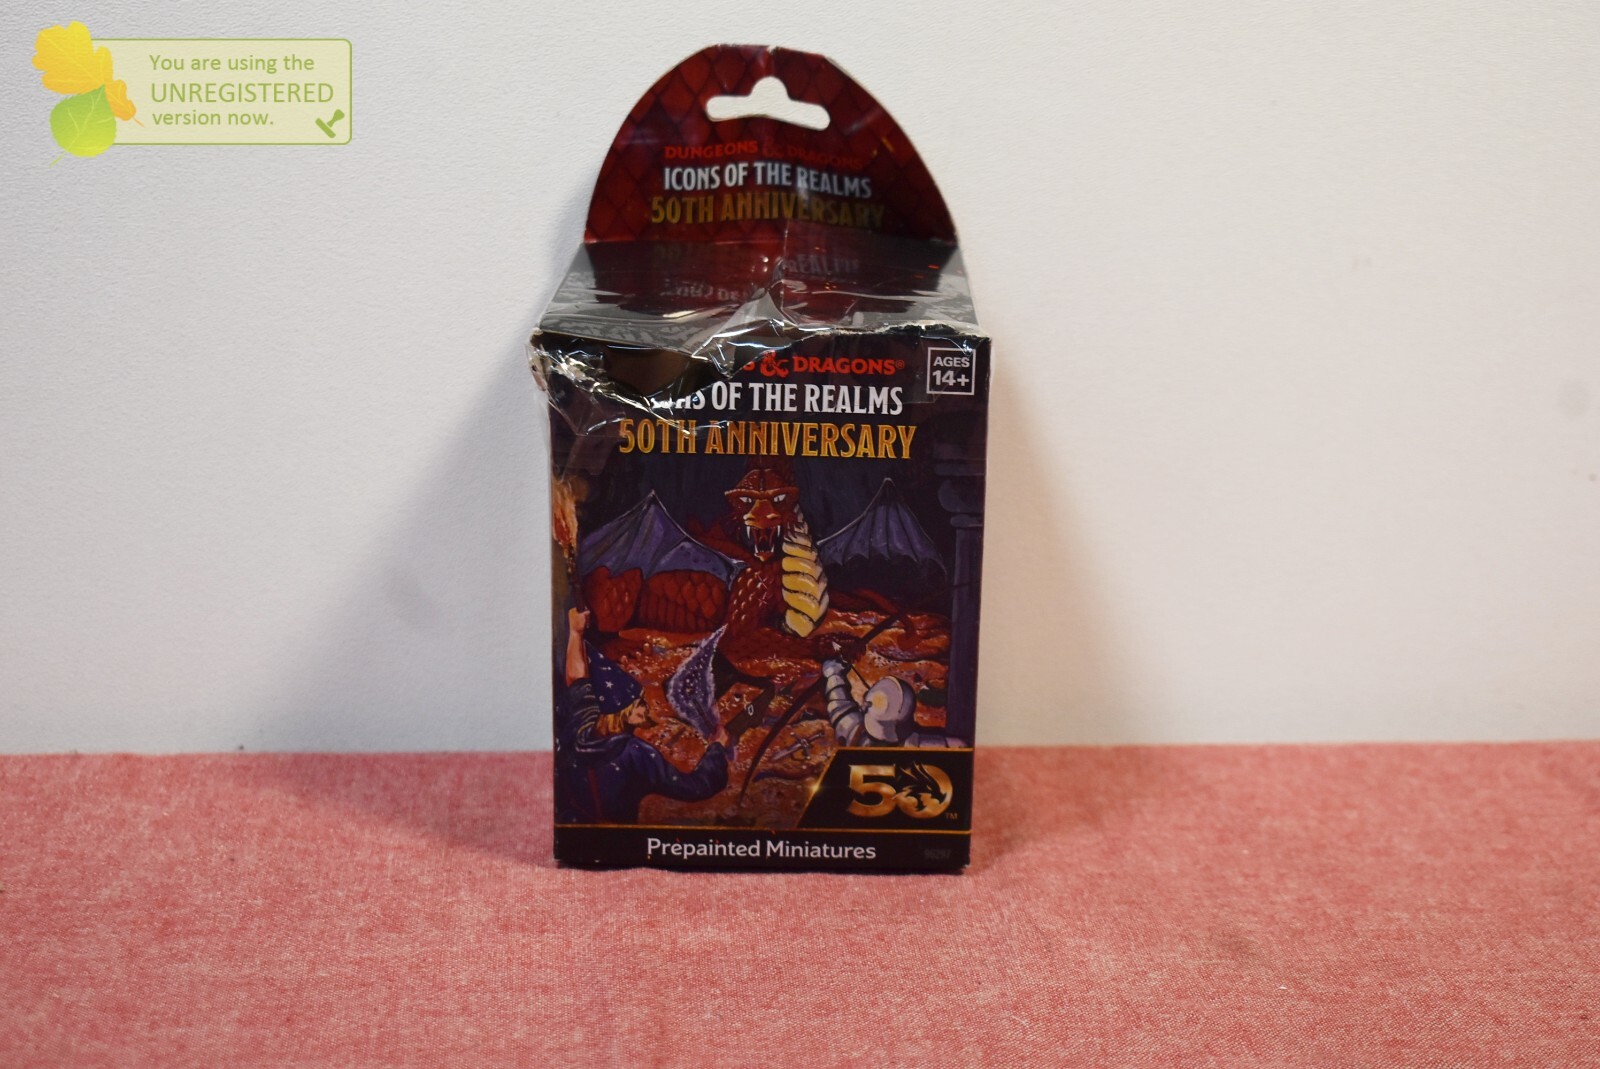 You are using the
UNREGISTERED
version now.
DUNGEONS & DRAGONS
ICONS OF THE REALMS
50TH ANNIVERSARY
& DRAGONS®
OF THE REALMS
50TH ANNIVERSARY
AGES
14+
50
TM
Prepainted Miniatures